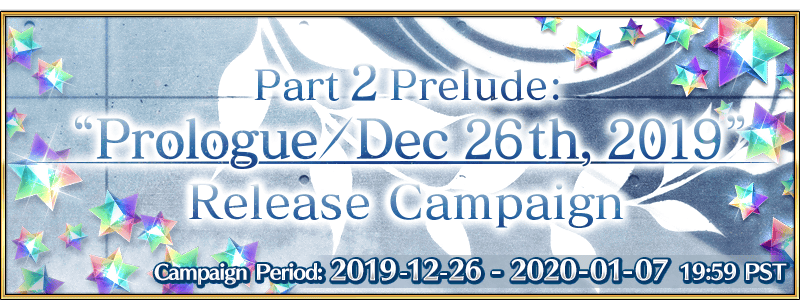 Part 2 Prelude:
“Prologue/Dec 26th, 2019”
Release Campaign
Campaign Period: 2019-12-26 - 2020-01-07 19:59 PST